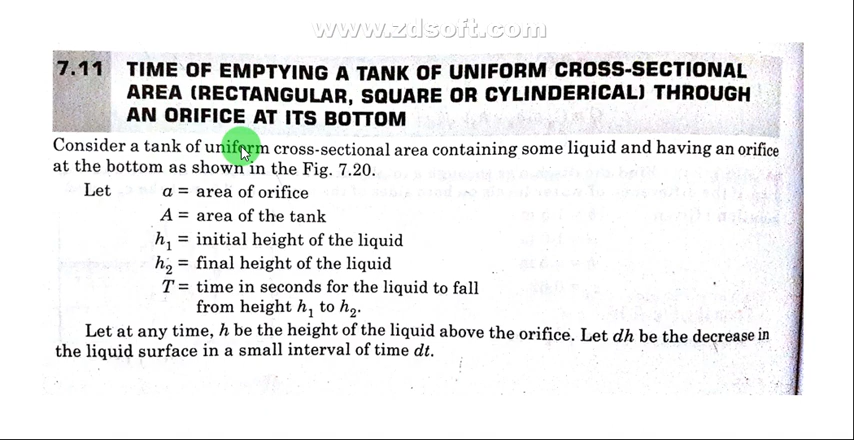 www.zdsoft.com
7.11 TIME OF EMPTYING A TANK OF UNIFORM CROSS-SECTIONAL
AREA (RECTANGULAR, SQUARE OR CYLINDERICAL) THROUGH
AN ORIFICE AT ITS BOTTOM
Consider a tank of uniform cross-sectional area containing some liquid and having an orifice
at the bottom as shown in the Fig. 7.20.
Let a = area of orifice
A = area of the tank
h₁ = initial height of the liquid
h₂ = final height of the liquid
T = time in seconds for the liquid to fall
from height h₁ to h₂.
Let at any time, h be the height of the liquid above the orifice. Let dh be the decrease in
the liquid surface in a small interval of time dt.